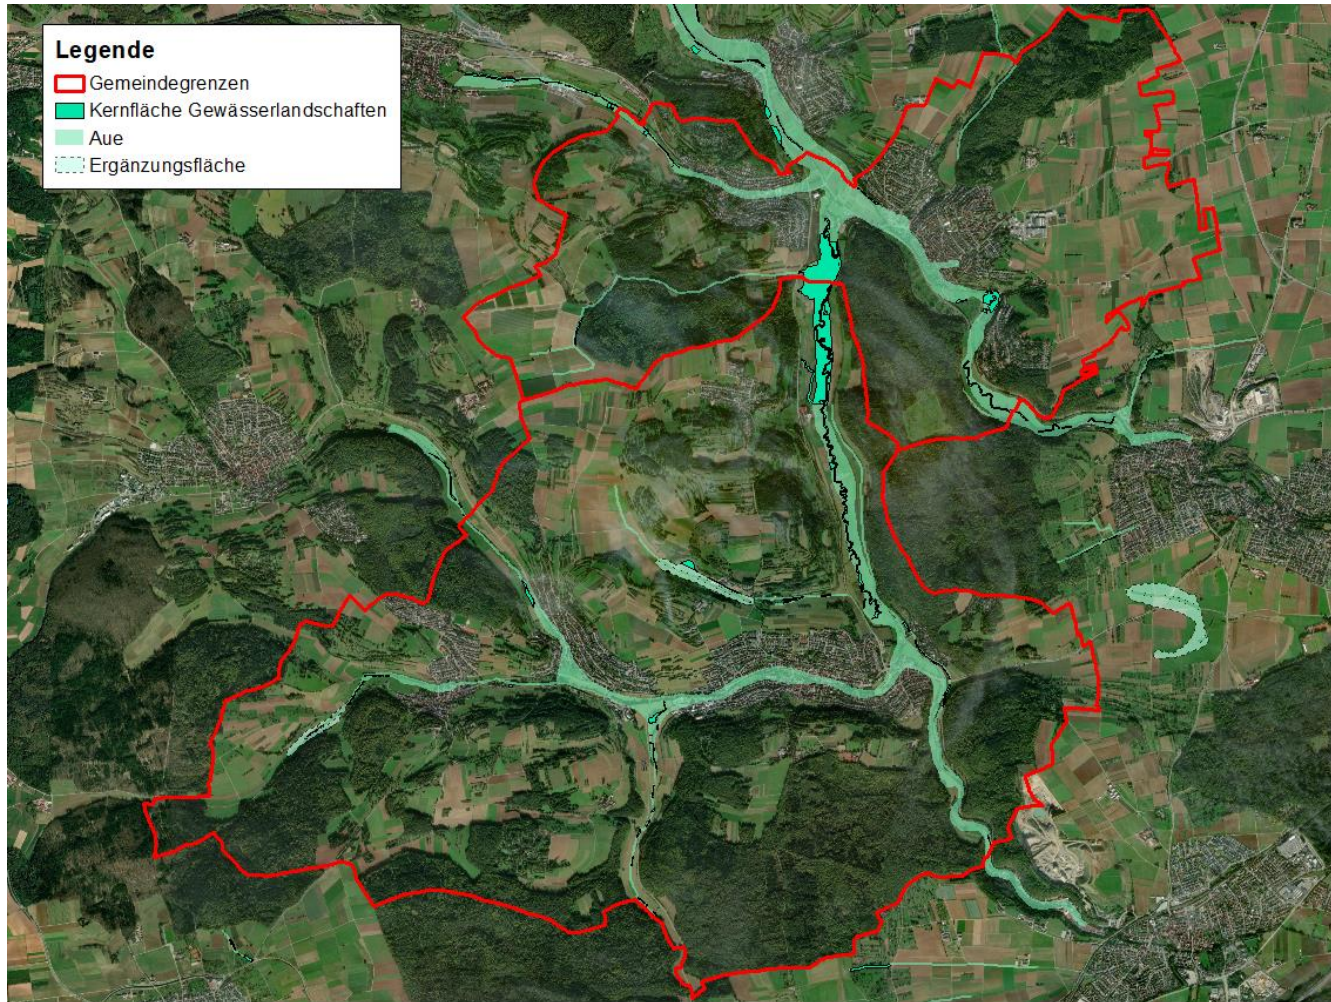 Legende
Gemeindegrenzen
Kernfläche Gewässerlandschaften
Aue
Ergänzungsfläche